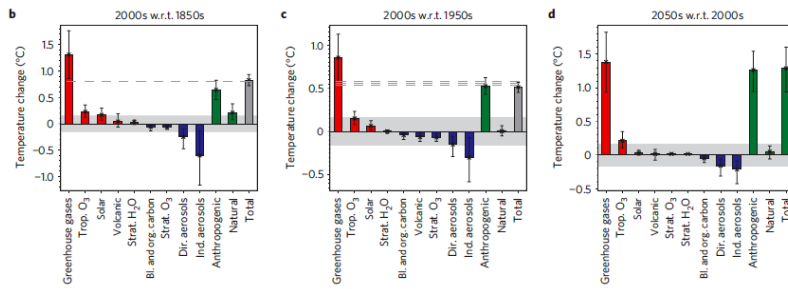 b
2000s w.r.t. 1850s
Temperature change (°C)
1.5
1.0
0.5
0
−0.5
−1.0
Greenhouse gases
Trop. O₃
Solar
Volcanic
Strat. H₂O
Bl. and org. carbon
Strat. O₃
Dir. aerosols
Ind. aerosols
Anthropogenic
Natural
Total
c
2000s w.r.t. 1950s
Temperature change (°C)
1.0
0.5
0
−0.5
Greenhouse gases
Trop. O₃
Solar
Strat. H₂O
Bl. and org. carbon
Volcanic
Strat. O₃
Dir. aerosols
Ind. aerosols
Anthropogenic
Natural
Total
d
2050s w.r.t. 2000s
Temperature change (°C)
1.5
1.0
0.5
0
−0.5
Greenhouse gases
Trop. O₃
Solar
Volcanic
Strat. O₃
Strat. H₂O
Bl. and org. carbon
Dir. aerosols
Ind. aerosols
Anthropogenic
Natural
Total